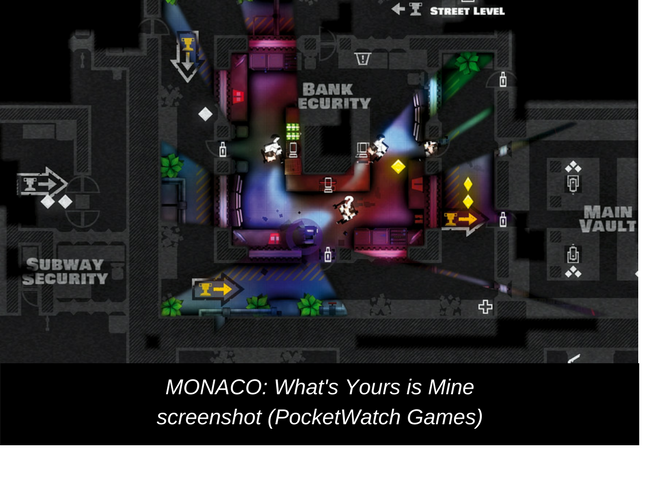 STREET LEVEL
BANK
ECURITY
MAIN
VAULT
SUBWAY
SECURITY
MONACO: What's Yours is Mine
screenshot (PocketWatch Games)